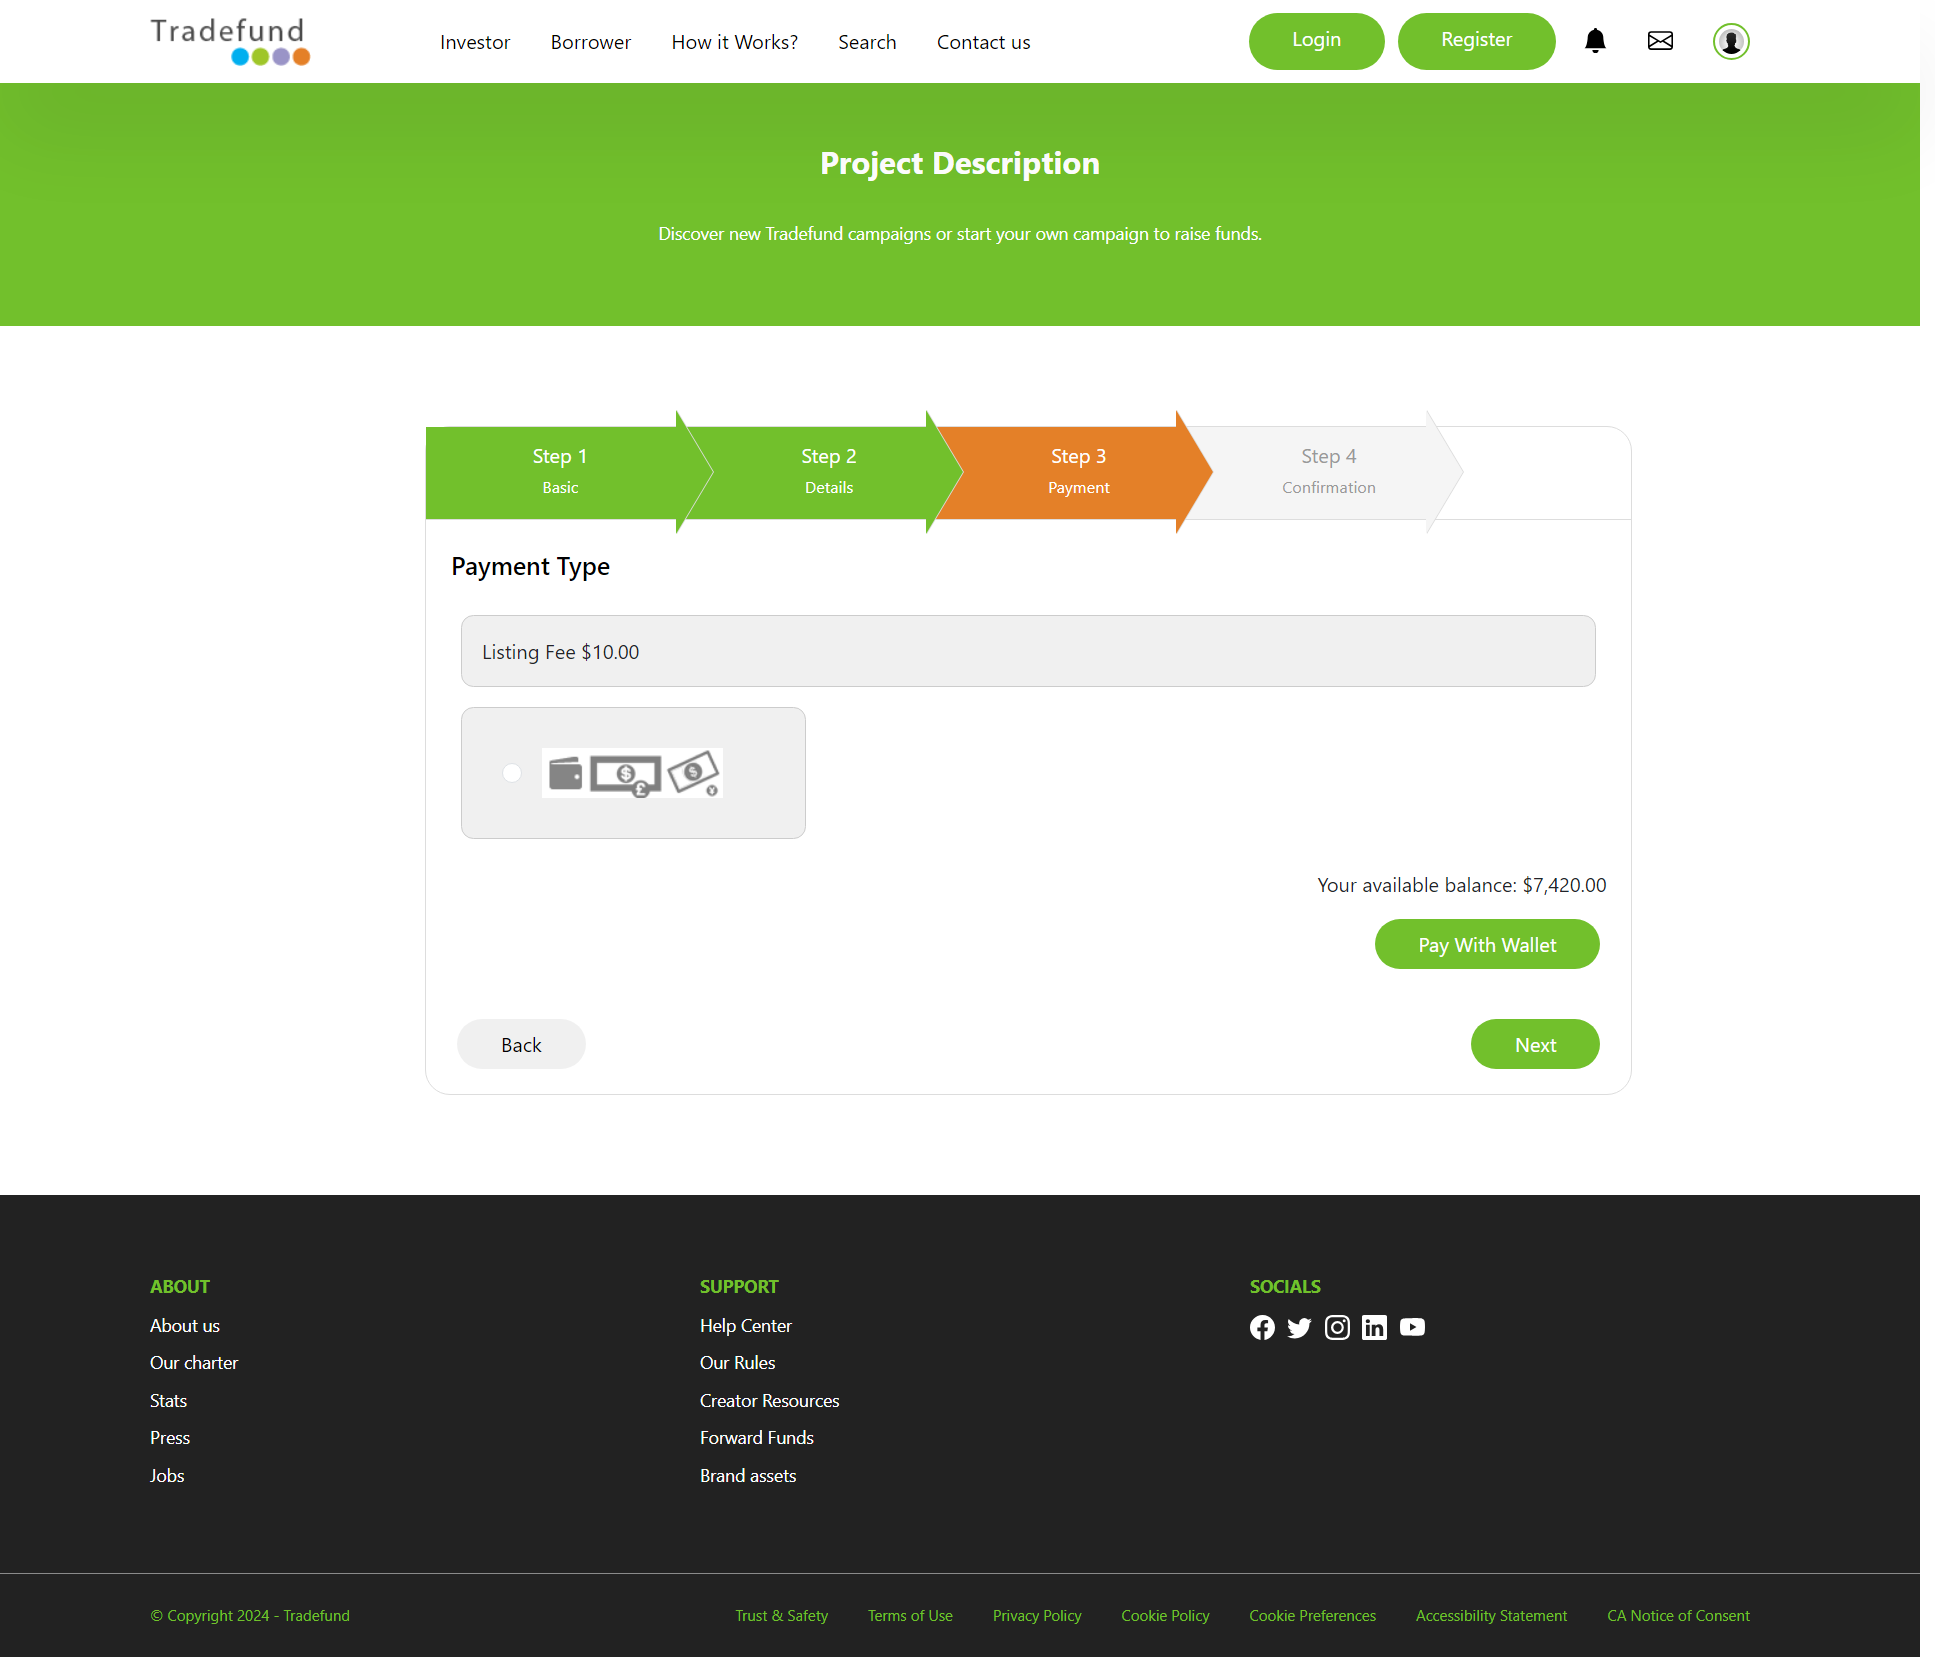 Tradefund
Investor Borrower How it Works? Search Contact us Login Register
Project Description
Discover new Tradefund campaigns or start your own campaign to raise funds.
Step 1 Step 2 Step 3 Step 4
Basic Details Payment Confirmation
Payment Type
Listing Fee $10.00
Your available balance: $7,420.00
Pay With Wallet
Back Next
ABOUT
About us
Our charter
Stats
Press
Jobs
SUPPORT
Help Center
Our Rules
Creator Resources
Forward Funds
Brand assets
SOCIALS
© Copyright 2024 - Tradefund Trust & Safety Terms of Use Privacy Policy Cookie Policy Cookie Preferences Accessibility Statement CA Notice of Consent